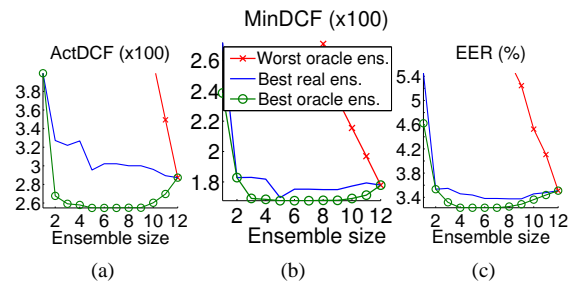 MinDCF (x100)
ActDCF (x100)
EER (%)
Worst oracle ens.
Best real ens.
Best oracle ens.
3.8
3.6
3.4
3.2
3
2.8
2.6
2 4 6 8 10 12
Ensemble size
(a)
2.6
2.4
2.2
2
1.8
2 4 6 8 10 12
Ensemble size
(b)
5.4
5
4.6
4.2
3.8
3.4
2 4 6 8 10 12
Ensemble size
(c)